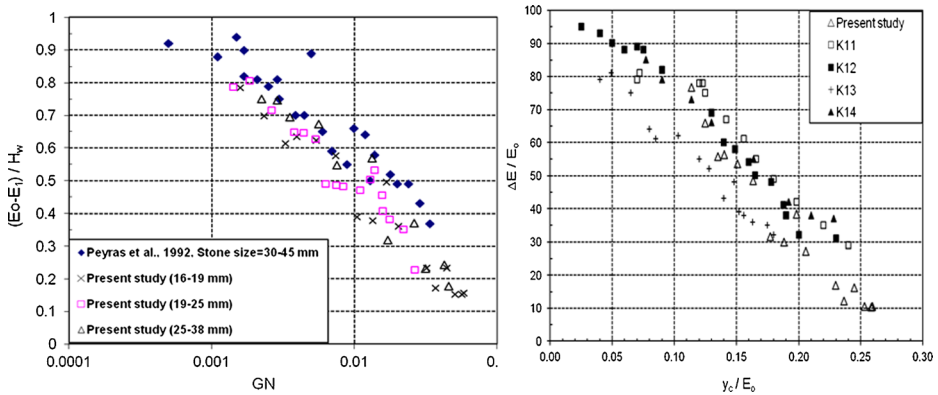 (Eo-E₁) / Hw
1
0.9
0.8
0.7
0.6
0.5
0.4
0.3
0.2
0.1
0
Peyras et al.. 1992. Stone size=30-45 mm
Present study (16-19 mm)
Present study (19-25 mm)
Present study (25-38 mm)
0.0001
0.001
0.01
0.
GN
ΔE / Eo
100
90
80
70
60
50
40
30
20
10
0
Present study
K11
K12
K13
K14
0.00
0.05
0.10
0.15
0.20
0.25
0.30
yc / Eo